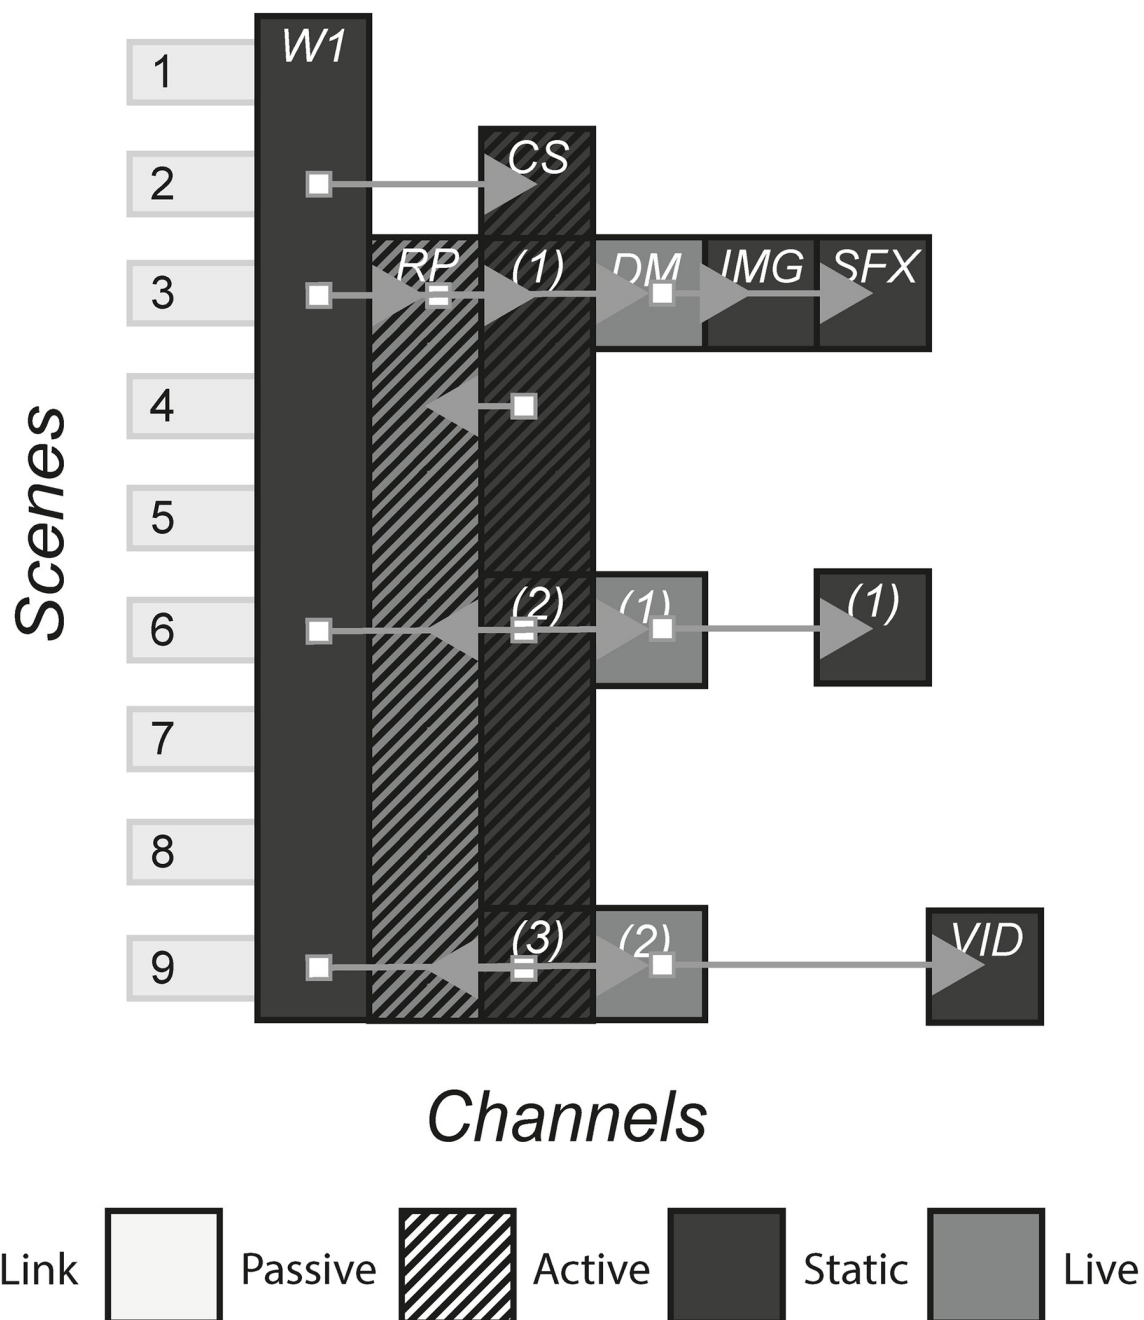 W1
1
CS
2
RP (1) DM IMG SFX
3
4
Scenes
5
(2) (1) (1)
6
7
8
(3) (2) VID
9
Channels
Link Passive Active Static Live